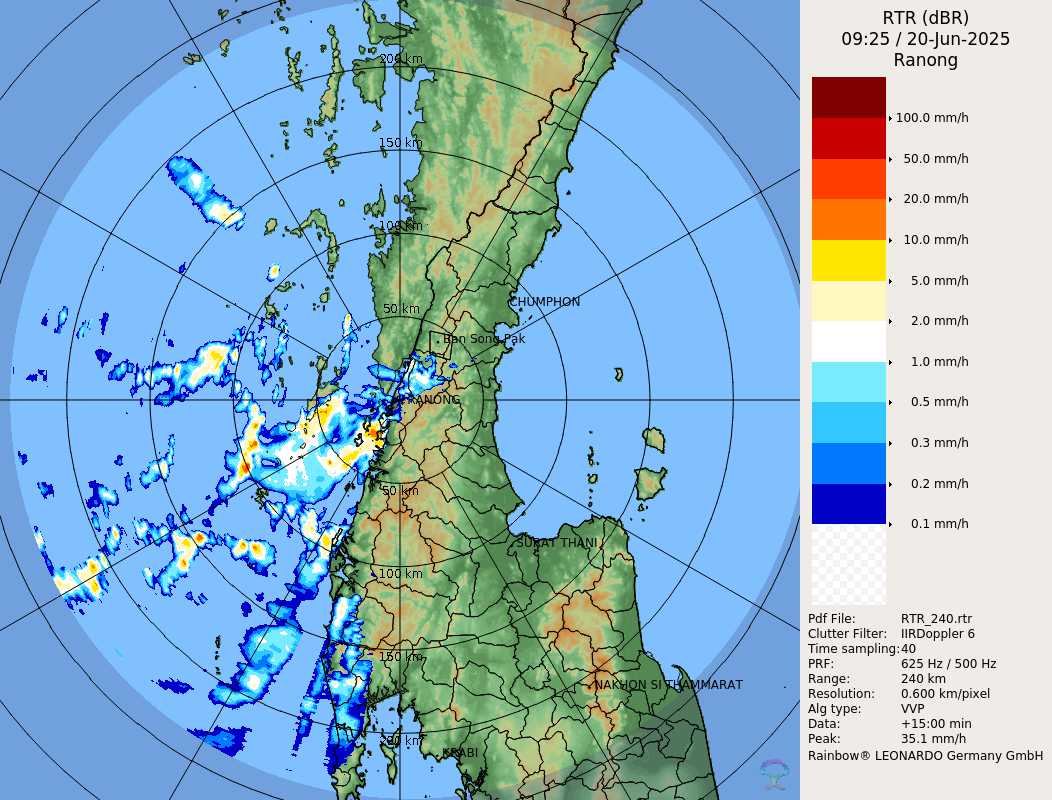 RTR (dBR)
09:25 / 20-Jun-2025
Ranong
100.0 mm/h
50.0 mm/h
20.0 mm/h
10.0 mm/h
5.0 mm/h
2.0 mm/h
1.0 mm/h
0.5 mm/h
0.3 mm/h
0.2 mm/h
0.1 mm/h
Pdf File: RTR_240.rtr
Clutter Filter: IIRDoppler 6
Time sampling:40
PRF: 625 Hz / 500 Hz
Range: 240 km
Resolution: 0.600 km/pixel
Alg type: VVP
Data: +15:00 min
Peak: 35.1 mm/h
Rainbow® LEONARDO Germany GmbH
200 km
150 km
100 km
50 km
CHUMPHON
Ban Song Pak
RANONG
50 km
SURAT THANI
100 km
150 km
NAKHON SI THAMMARAT
200 km
KRABI